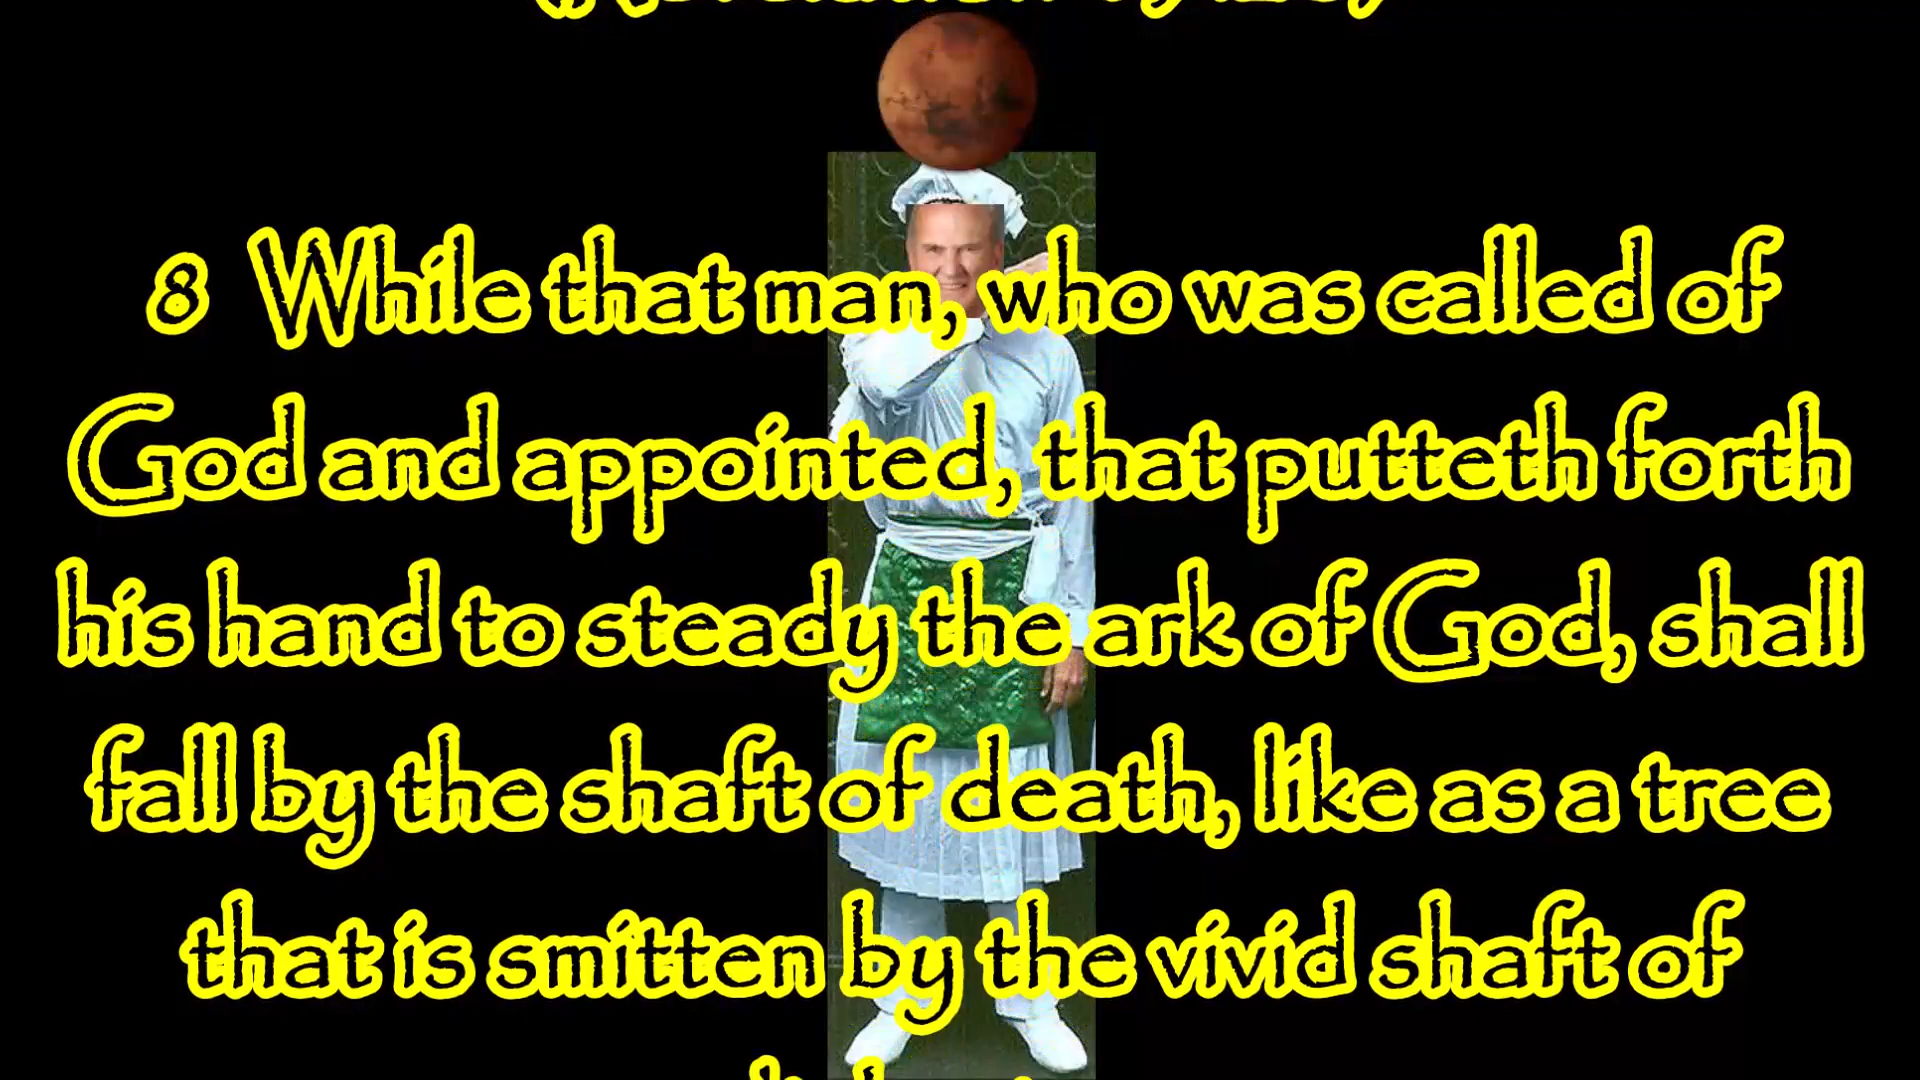 8 While that man, who was called of
God and appointed, that putteth forth
his hand to steady the ark of God, shall
fall by the shaft of death, like as a tree
that is smitten by the vivid shaft of